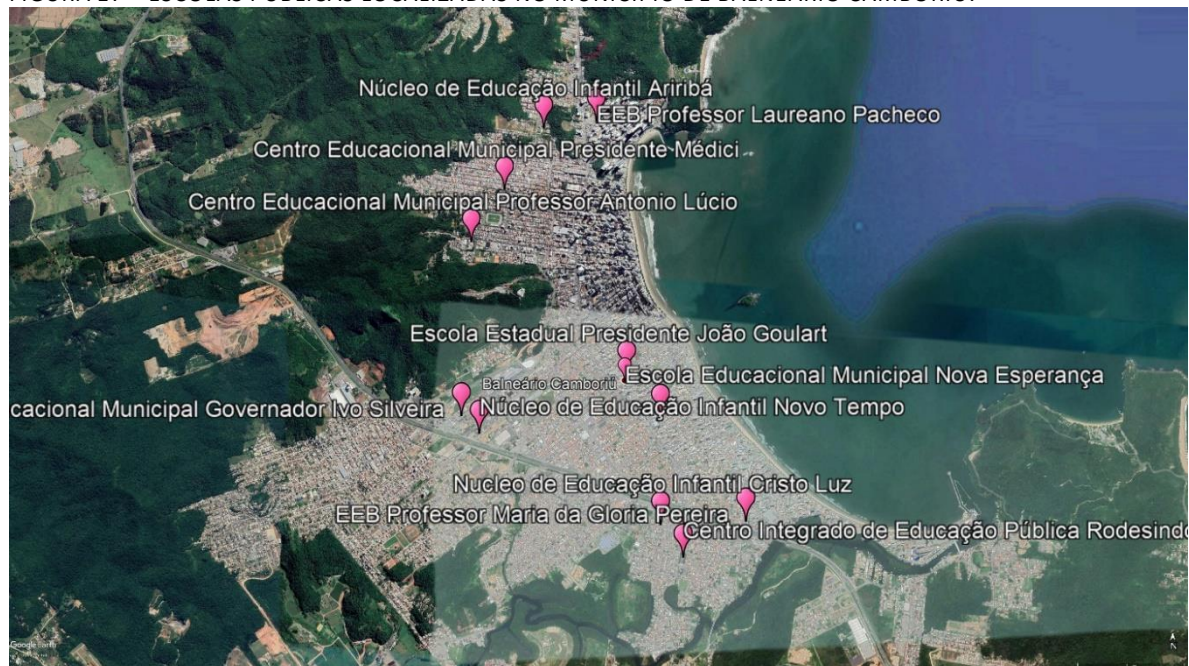 Núcleo de Educação Infantil Ariribá
EEB Professor Laureano Pacheco
Centro Educacional Municipal Presidente Médici
Centro Educacional Municipal Professor Antonio Lúcio
Escola Estadual Presidente João Goulart
Escola Educacional Municipal Nova Esperança
Balneário Camboriú
cacional Municipal Governador Ivo Silveira
Núcleo de Educação Infantil Novo Tempo
Nucleo de Educação Infantil Cristo Luz
EEB Professor Maria da Gloria Pereira
Centro Integrado de Educação Pública Rodesindo
Google Earth
N